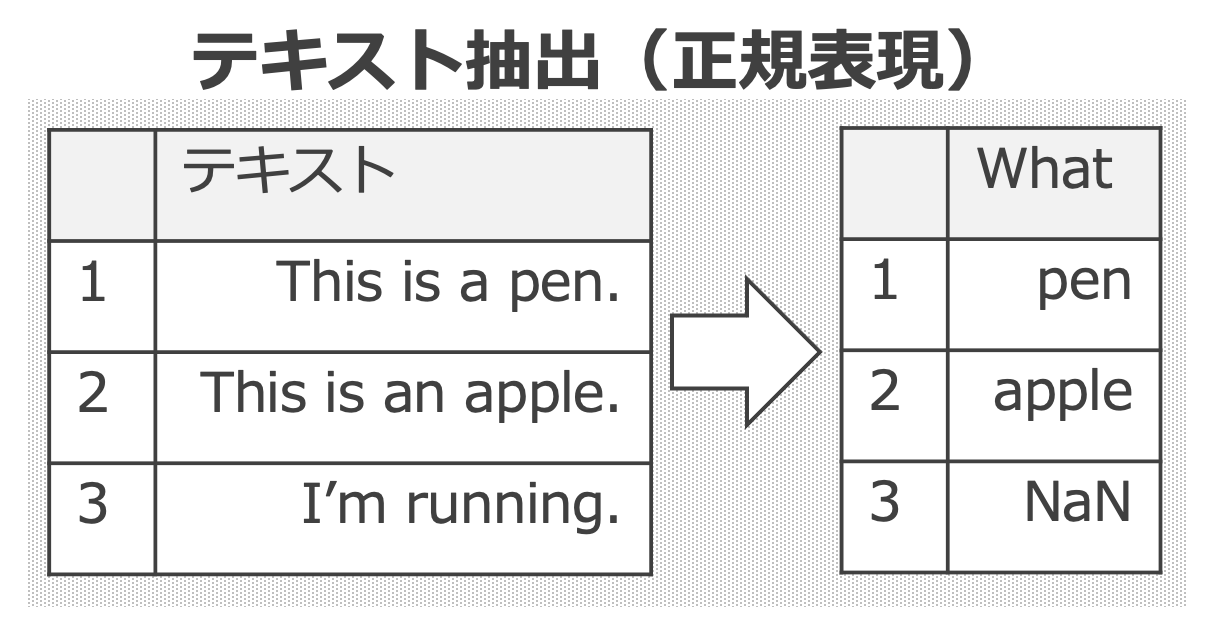 テキスト抽出（正規表現）
テキスト
1 This is a pen.
2 This is an apple.
3 I’m running.
What
1 pen
2 apple
3 NaN